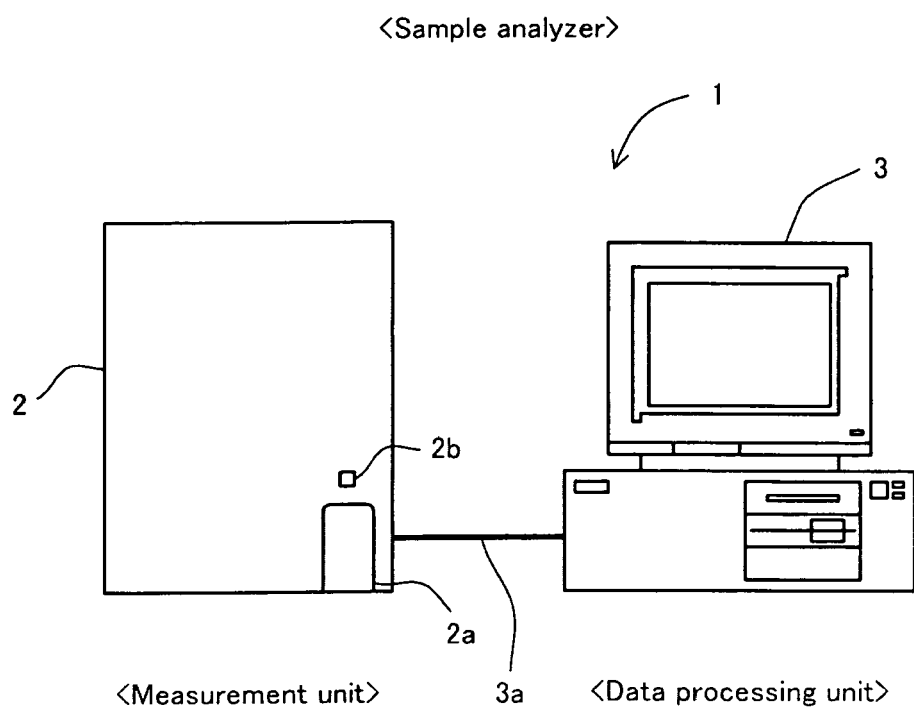 〈Sample analyzer〉
1
3
2
2b
2a
3a
〈Measurement unit〉
〈Data processing unit〉